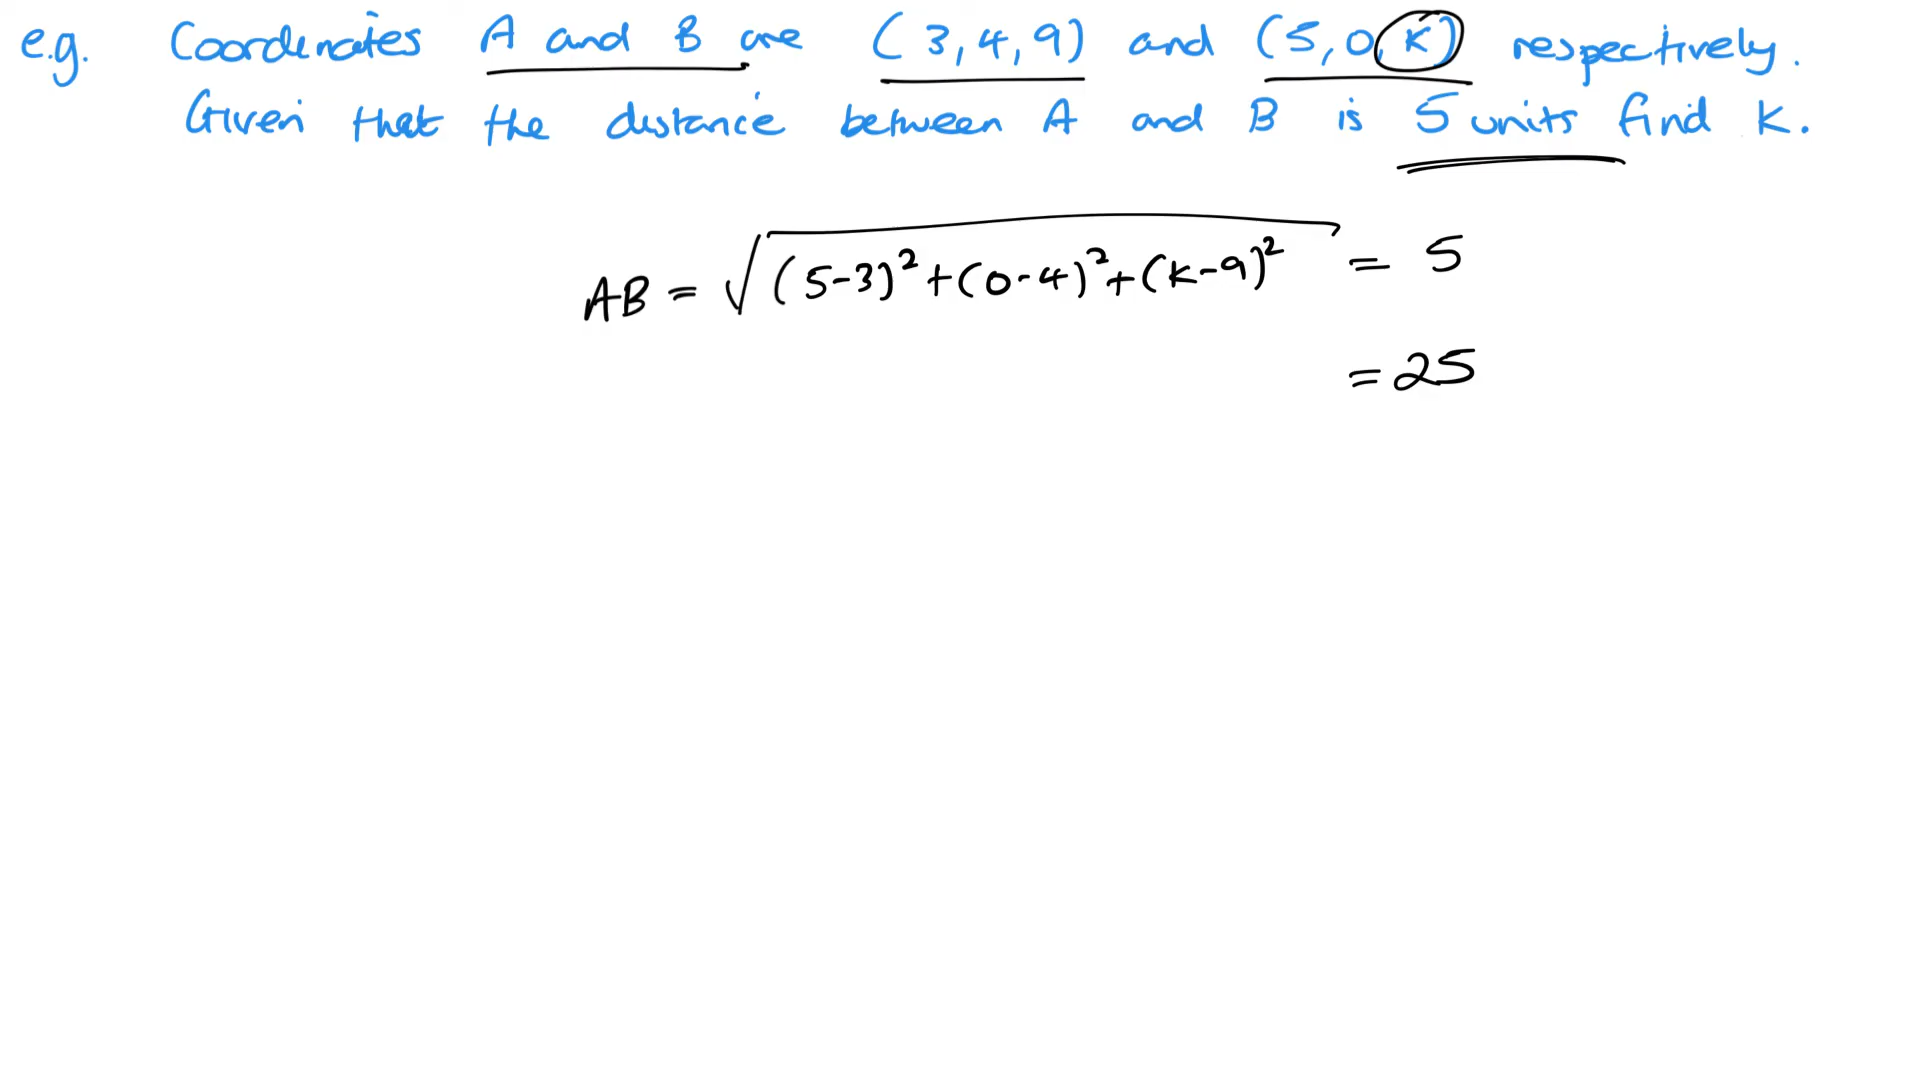 e.g. Coordinates A and B are (3,4,9) and (5,0,k) respectively.
Given that the distance between A and B is 5 units find k.
AB = √((5-3)²+(0-4)²+(k-9)²) = 5
= 25